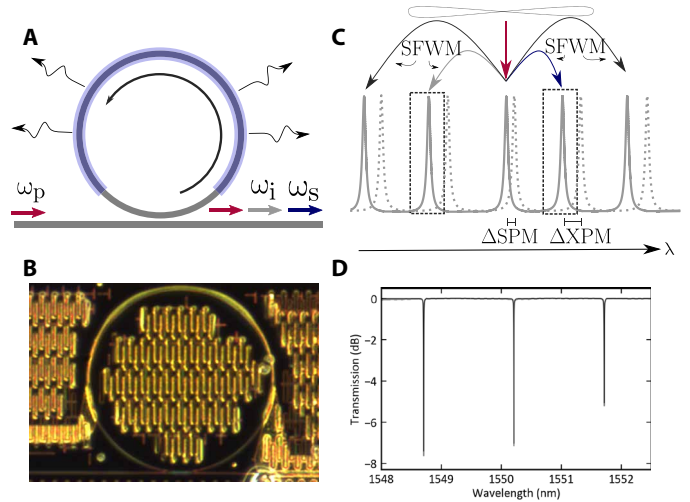 A
ωp
ωi
ωs
B
C
SFWM
SFWM
ΔSPM
ΔXPM
λ
D
Transmission (dB)
0
−2
−4
−6
−8
1548
1549
1550
1551
1552
Wavelength (nm)